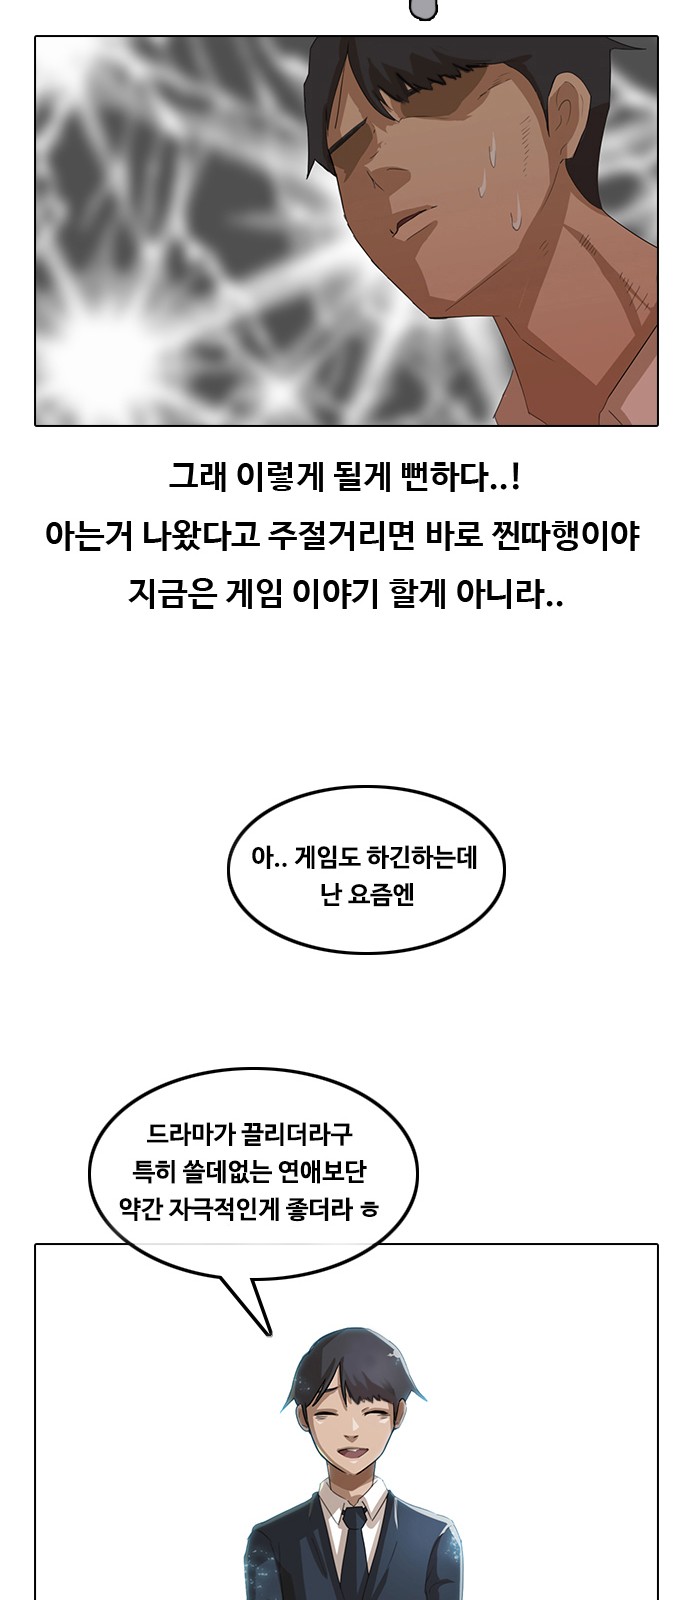 그래 이렇게 될게 뻔하다..!
아는거 나왔다고 주절거리면 바로 찐따행이야
지금은 게임 이야기 할게 아니라..
아.. 게임도 하긴하는데
난 요즘엔
드라마가 끌리더라구
특히 쓸데없는 연애보단
약간 자극적인게 좋더라 ㅎ